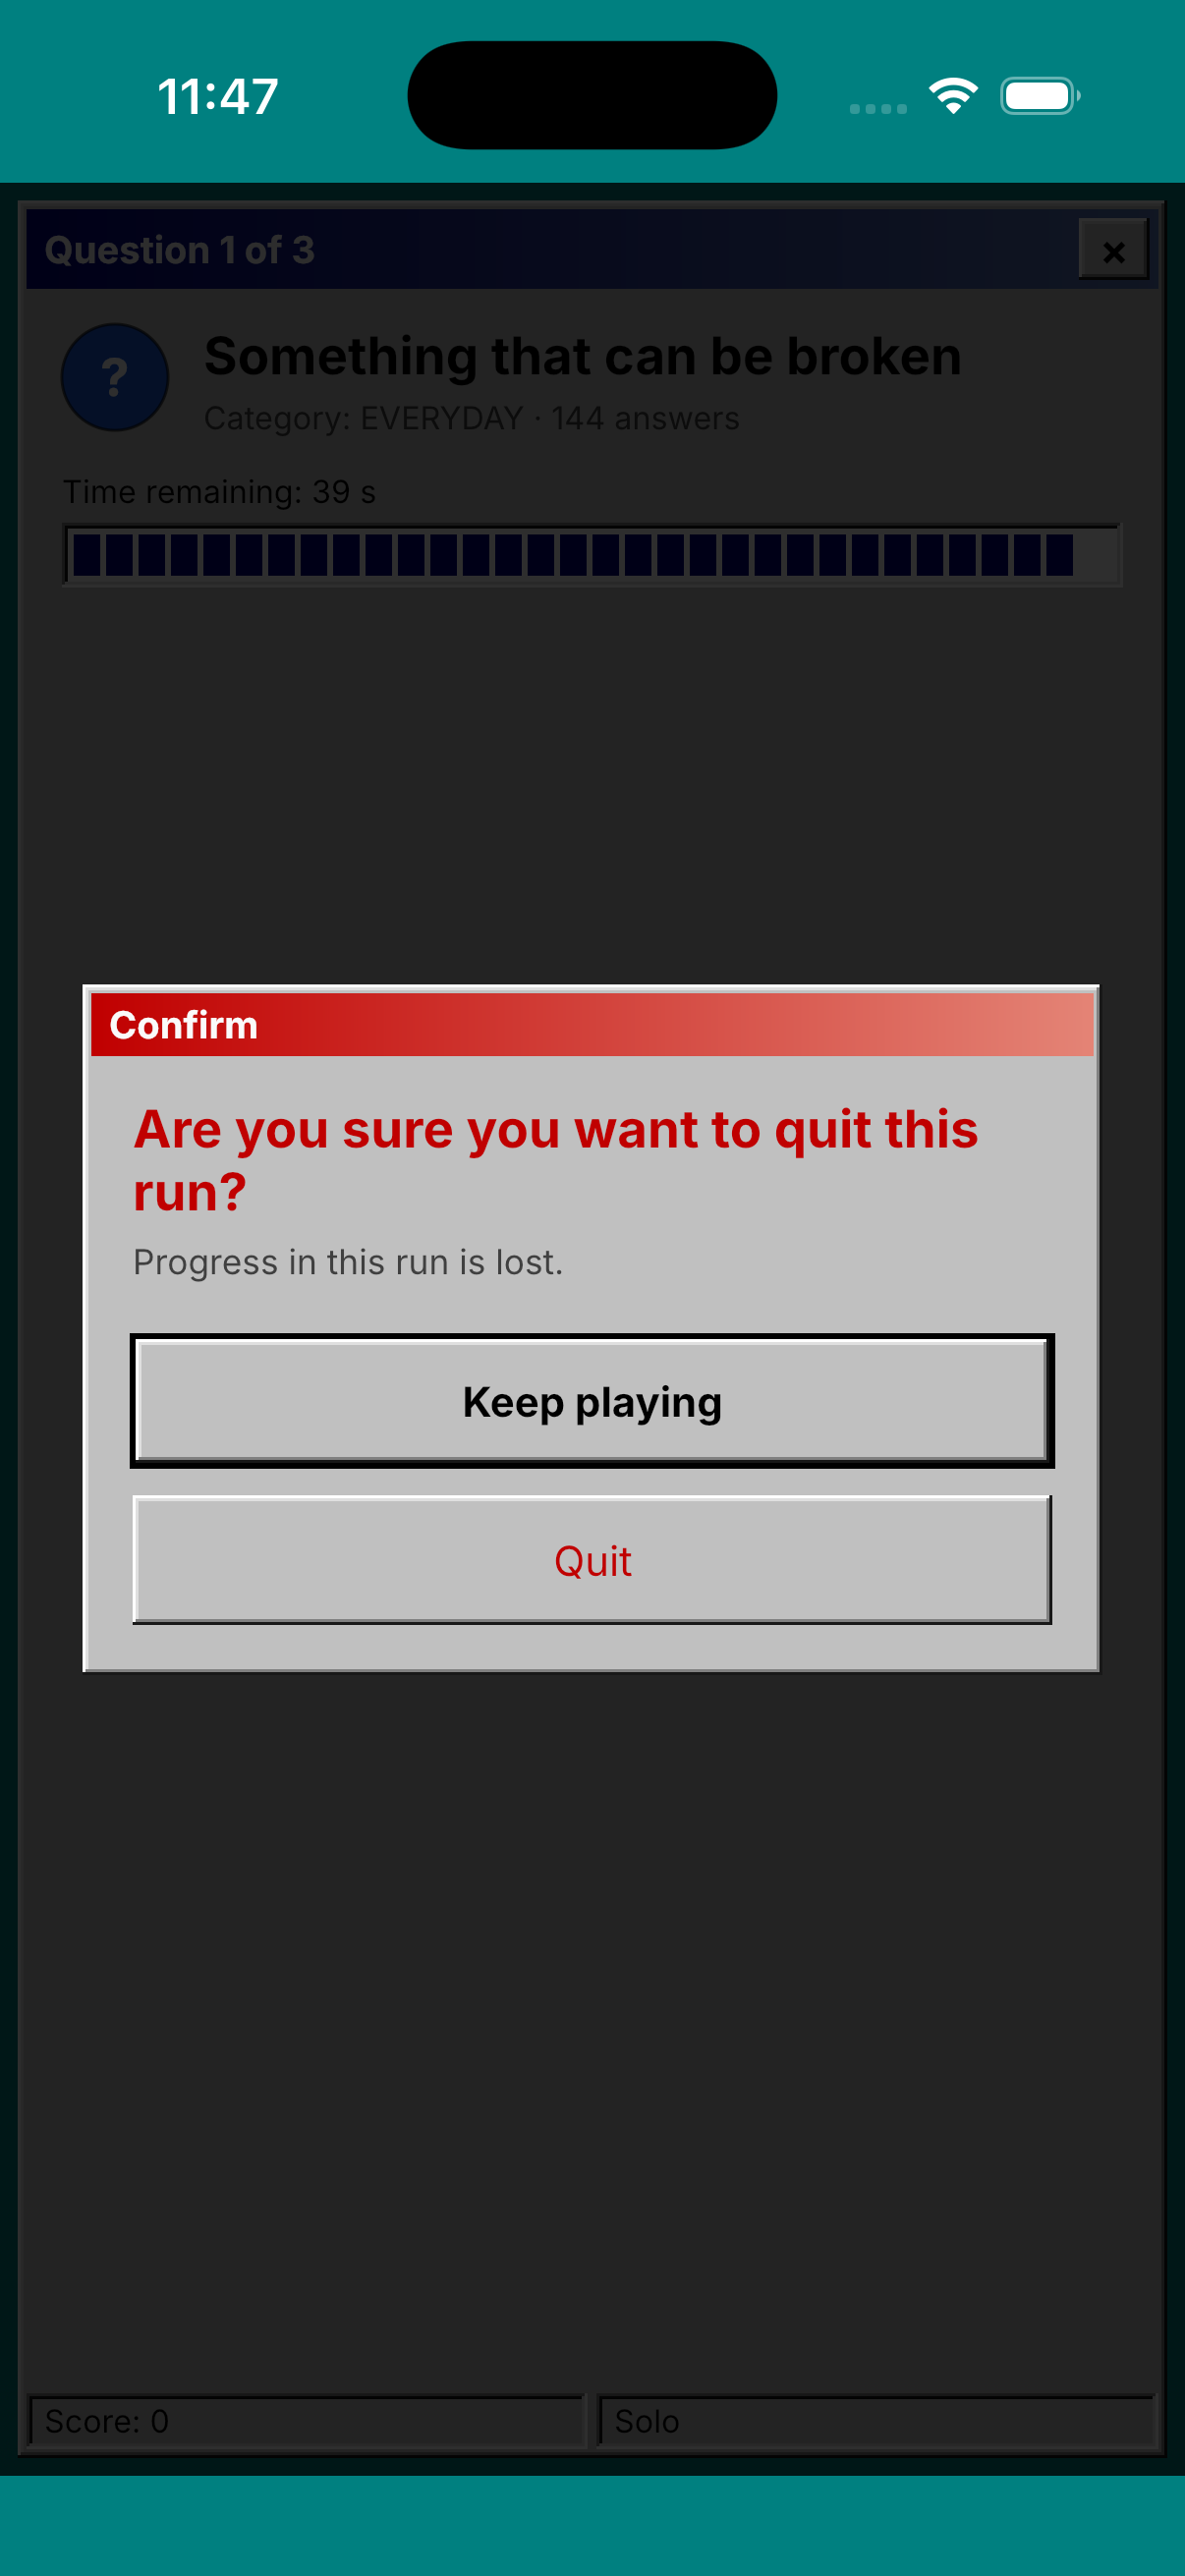 11:47
Question 1 of 3
×
?
Something that can be broken
Category: EVERYDAY · 144 answers
Time remaining: 39 s
Confirm
Are you sure you want to quit this
run?
Progress in this run is lost.
Keep playing
Quit
Score: 0
Solo